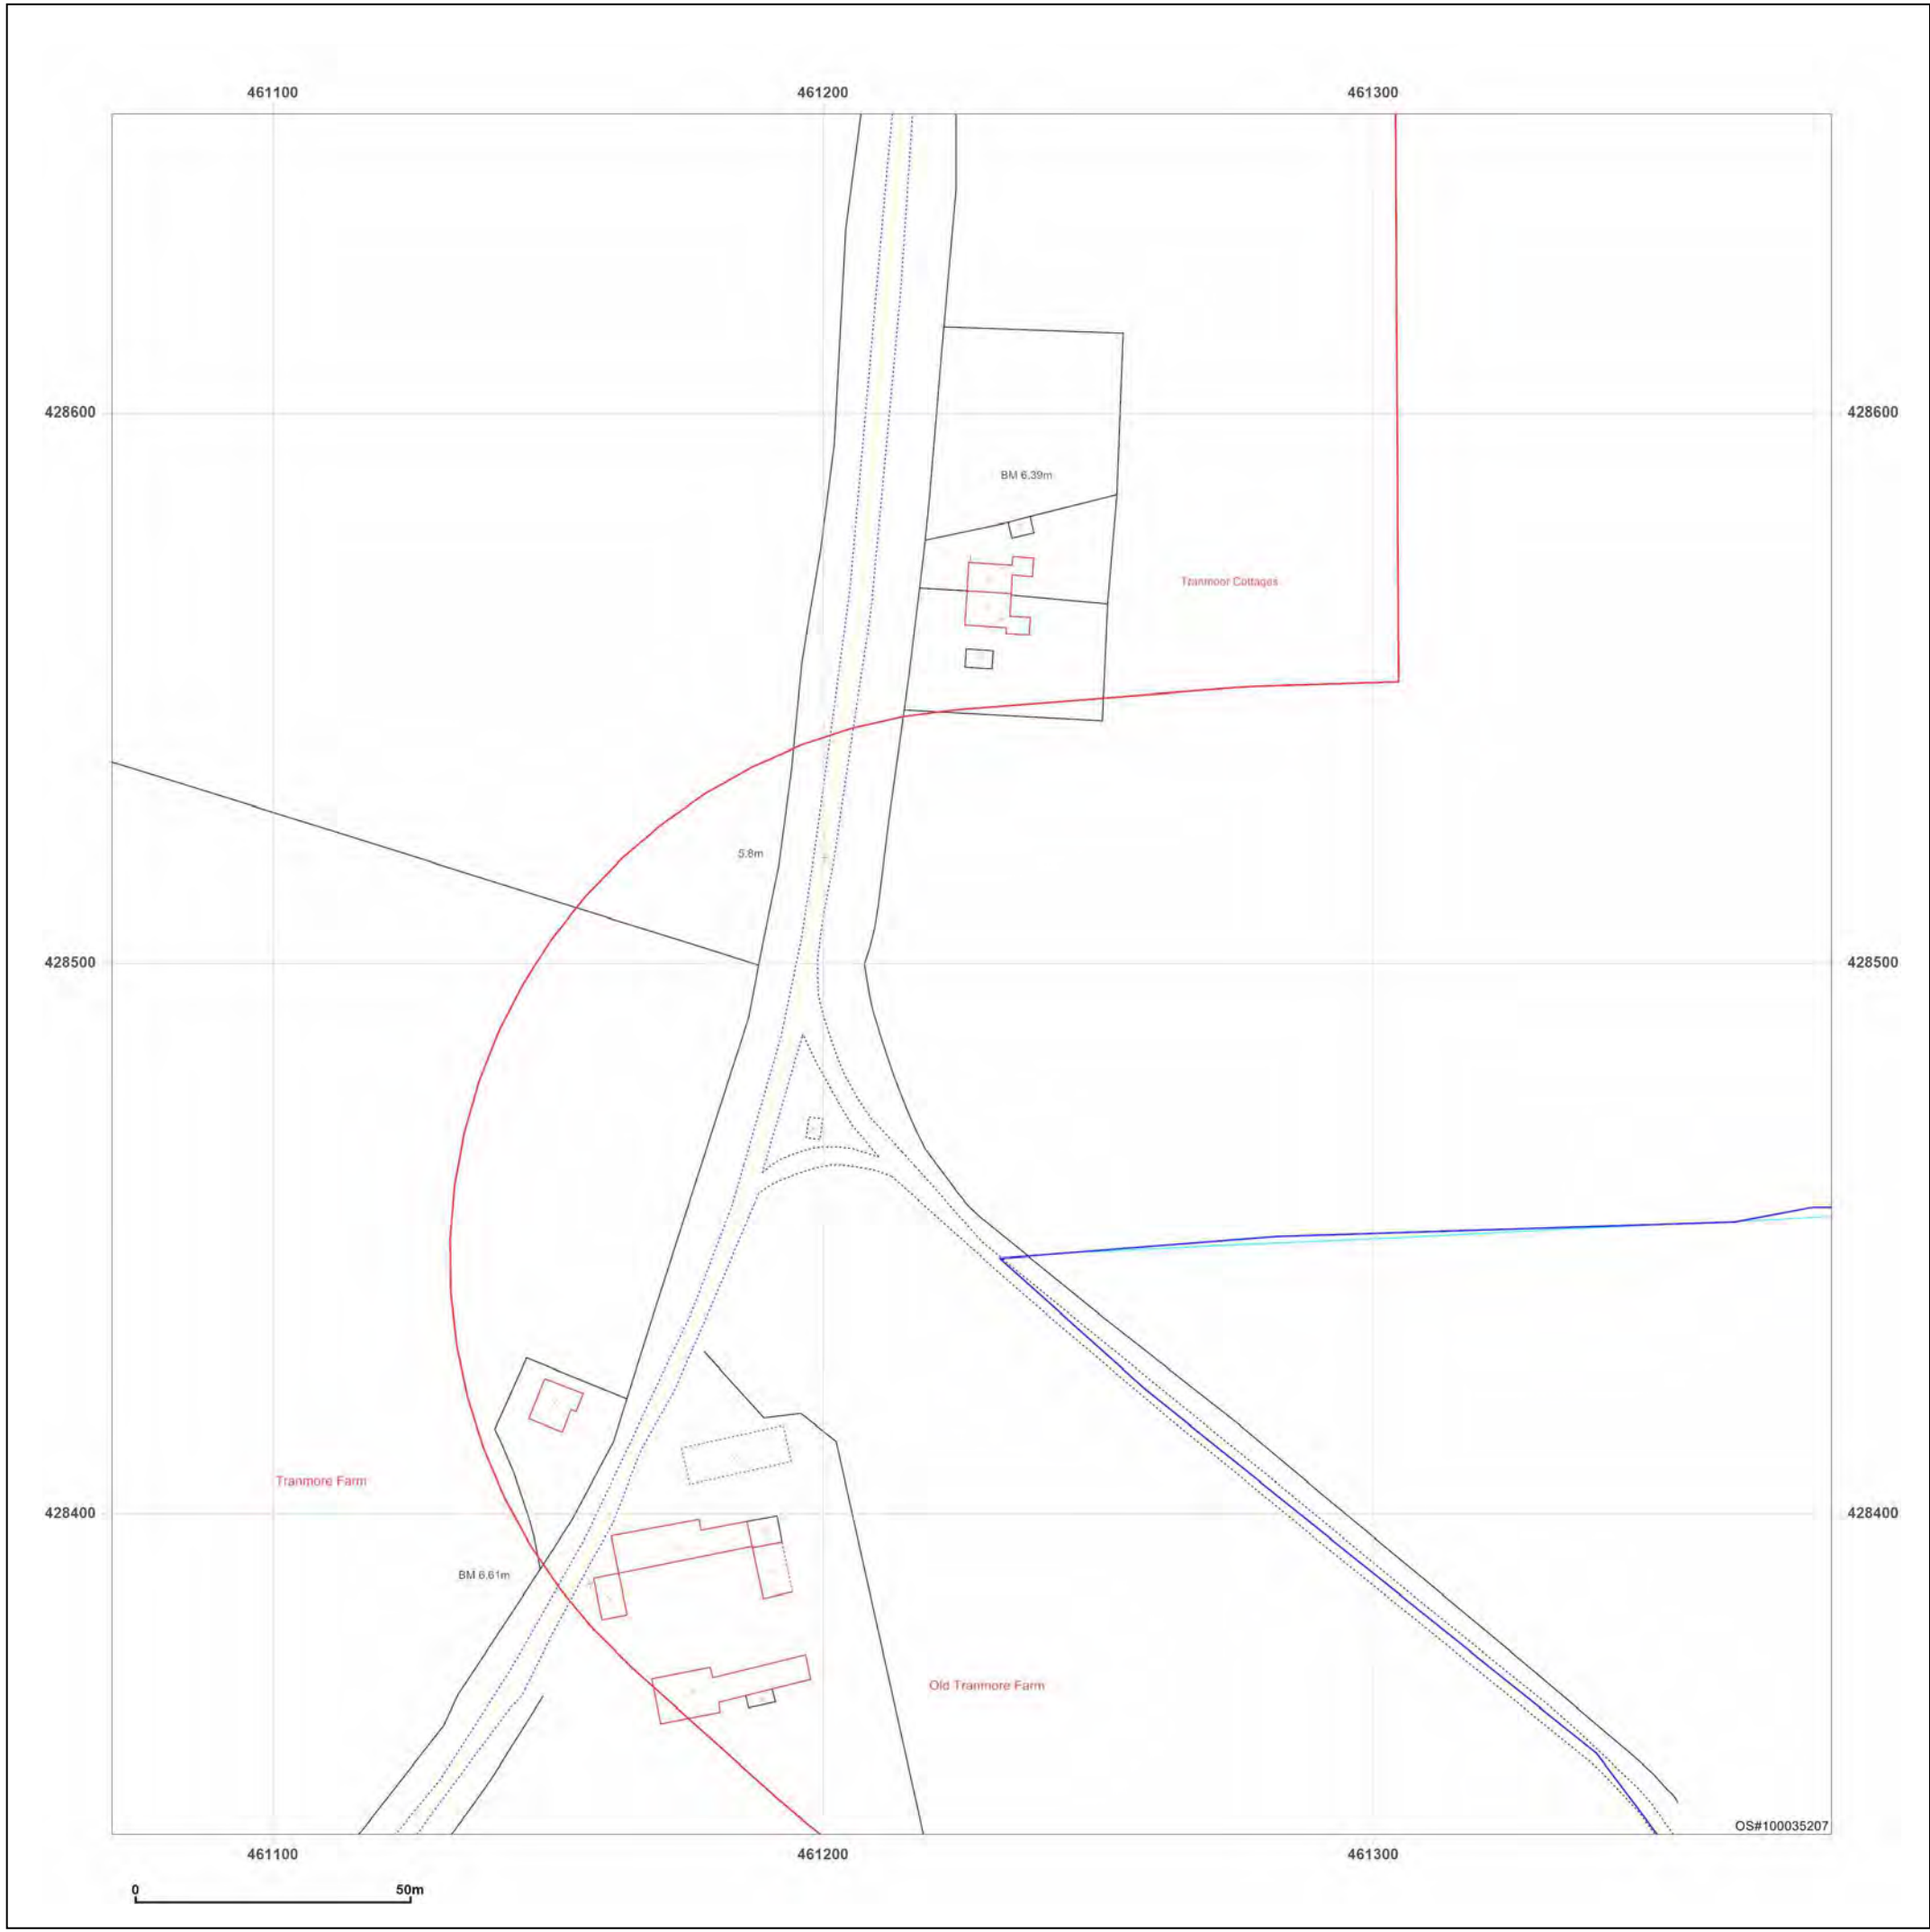 461100 461200 461300
428600 428600
BM 6.39m
Tranmoor Cottages
5.8m
428500 428500
Tranmore Farm
428400 428400
BM 6.61m
Old Tranmore Farm
OS#100035207
461100 461200 461300
0 50m